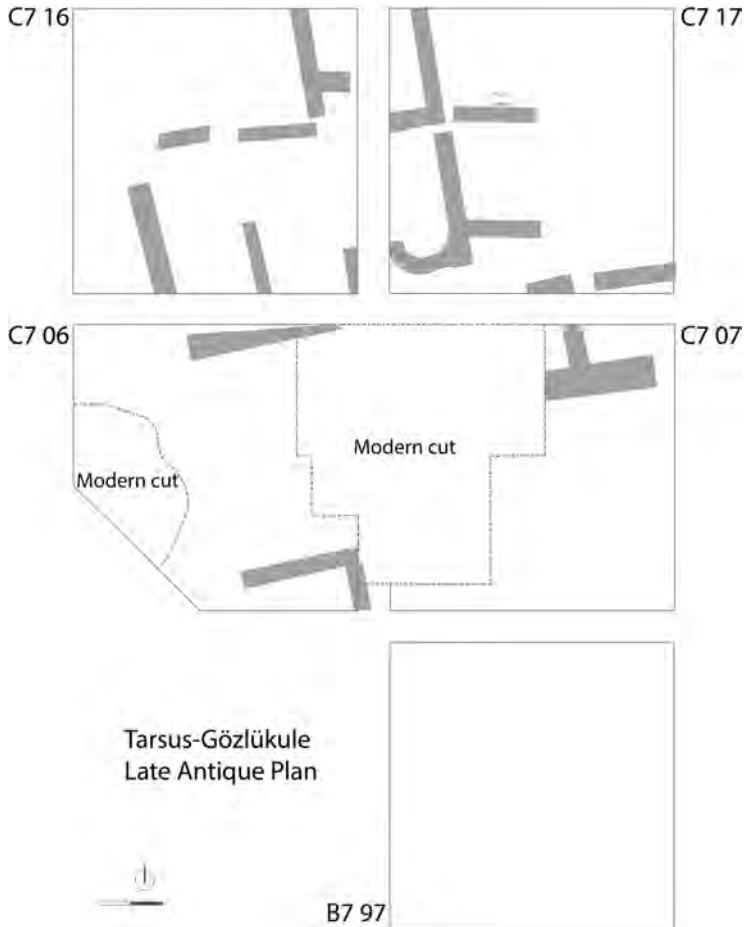 C7 16
C7 17
C7 06
C7 07
Modern cut
Modern cut
Tarsus-Gözlükule
Late Antique Plan
B7 97